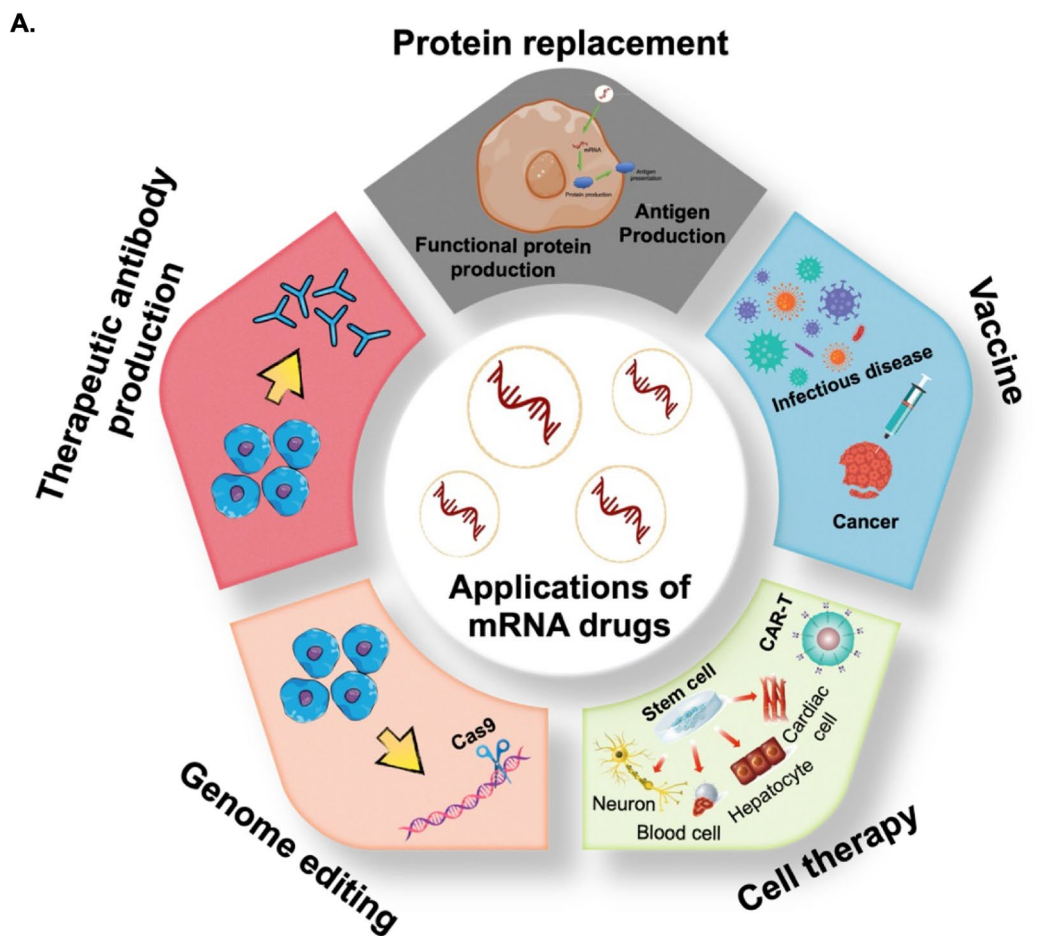 A.
Protein replacement
mRNA
Antigen
presentation
Protein production
Antigen
Production
Functional protein
production
Vaccine
Infectious disease
Cancer
CAR-T
Stem cell
Cardiac
cell
Hepatocyte
Neuron
Blood cell
Cell therapy
Cas9
Genome editing
Therapeutic antibody
production
Applications of
mRNA drugs